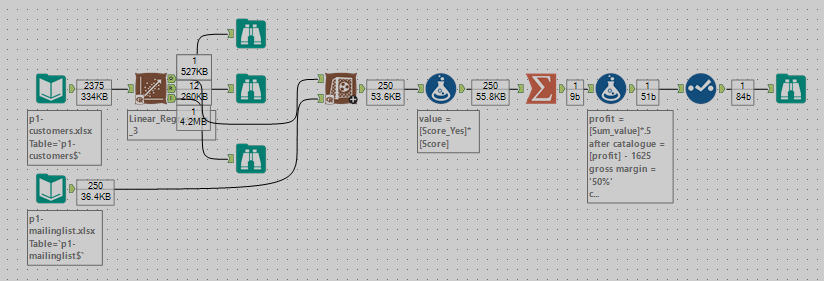 1
527KB
2375
334KB
12
260KB
1
4.2MB
Linear_Reg
_3
p1-
customers.xlsx
Table=`p1-
customers$`
250
53.6KB
value =
[Score_Yes]*
[Score]
250
55.8KB
1
9b
profit =
[Sum_value]*.5
after catalogue =
[profit] - 1625
gross margin =
'50%'
c...
1
51b
1
84b
250
36.4KB
p1-
mailinglist.xlsx
Table=`p1-
mailinglist$`